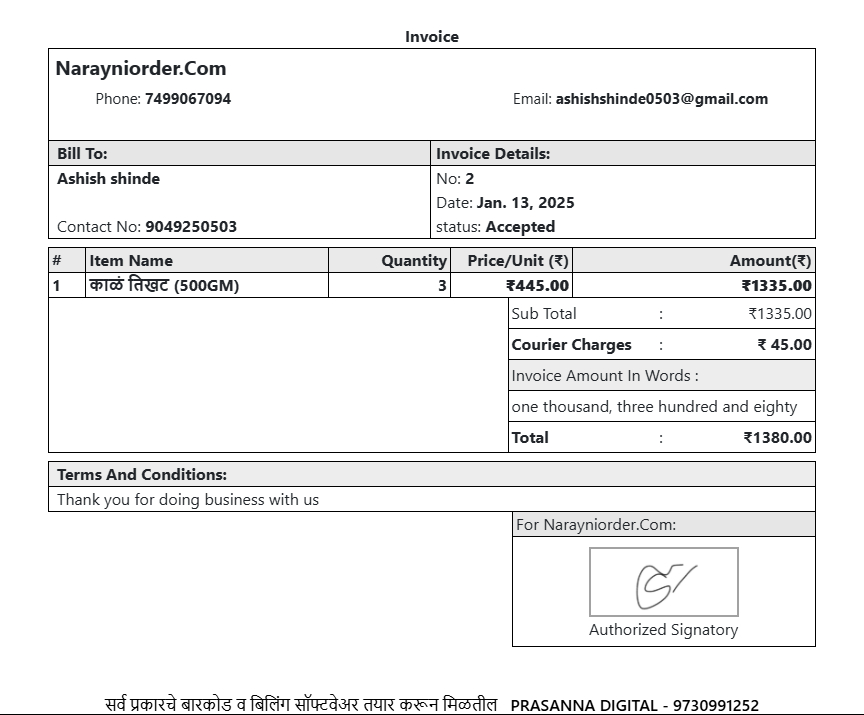 Invoice
Narayniorder.Com
Phone: 7499067094 Email: ashishshinde0503@gmail.com
Bill To: Invoice Details:
Ashish shinde No: 2
Date: Jan. 13, 2025
Contact No: 9049250503 status: Accepted
# Item Name Quantity Price/Unit (₹) Amount(₹)
1 काळं तिखट (500GM) 3 ₹445.00 ₹1335.00
Sub Total : ₹1335.00
Courier Charges : ₹ 45.00
Invoice Amount In Words :
one thousand, three hundred and eighty
Total : ₹1380.00
Terms And Conditions:
Thank you for doing business with us
For Narayniorder.Com:
Authorized Signatory
सर्व प्रकारचे बारकोड व बिलिंग सॉफ्टवेअर तयार करून मिळतील PRASANNA DIGITAL - 9730991252